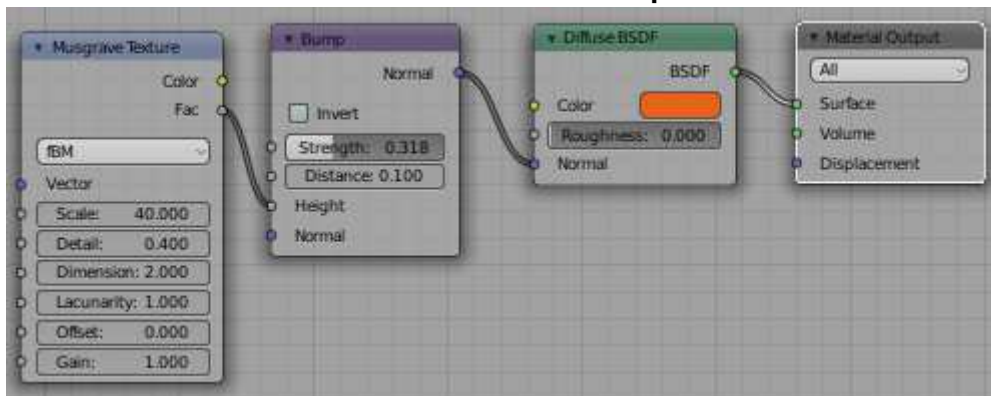 Musgrave Texture
Color
Fac
fBM
Vector
Scale: 40.000
Detail: 0.400
Dimension: 2.000
Lacunarity: 1.000
Offset: 0.000
Gain: 1.000
Bump
Normal
Invert
Strength: 0.318
Distance: 0.100
Height
Normal
Diffuse BSDF
BSDF
Color
Roughness: 0.000
Normal
Material Output
All
Surface
Volume
Displacement